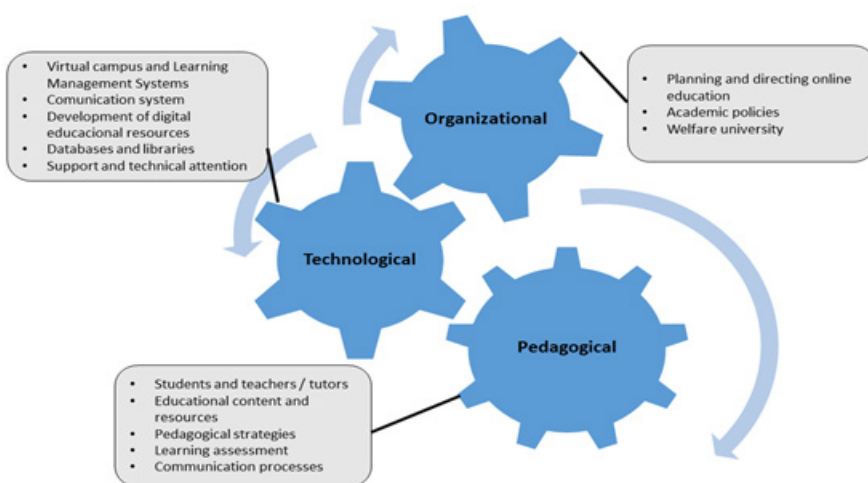 • Virtual campus and Learning
Management Systems
• Comunication system
• Development of digital
educacional resources
• Databases and libraries
• Support and technical attention
Organizational
• Planning and directing online
education
• Academic policies
• Welfare university
Technological
Pedagogical
• Students and teachers / tutors
• Educational content and
resources
• Pedagogical strategies
• Learning assessment
• Communication processes